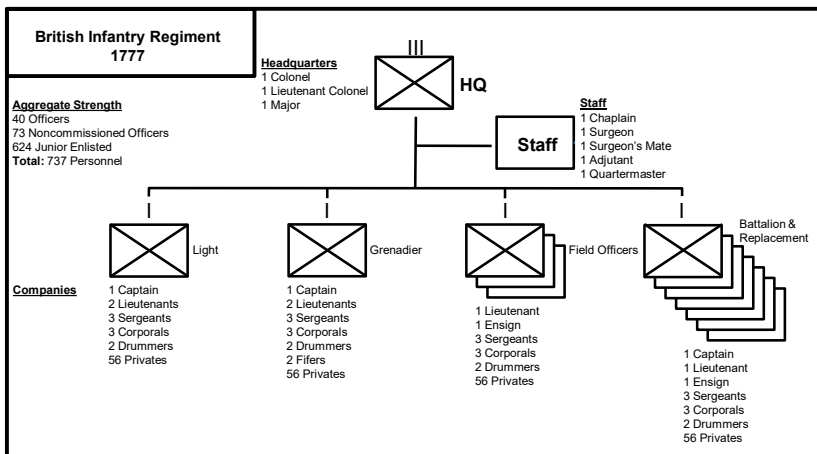 British Infantry Regiment
1777
Aggregate Strength
40 Officers
73 Noncommissioned Officers
624 Junior Enlisted
Total: 737 Personnel
Headquarters
1 Colonel
1 Lieutenant Colonel
1 Major
HQ
Staff
Staff
1 Chaplain
1 Surgeon
1 Surgeon's Mate
1 Adjutant
1 Quartermaster
Companies
Light
1 Captain
2 Lieutenants
3 Sergeants
3 Corporals
2 Drummers
56 Privates
Grenadier
1 Captain
2 Lieutenants
3 Sergeants
3 Corporals
2 Drummers
2 Fifers
56 Privates
Field Officers
1 Lieutenant
1 Ensign
3 Sergeants
3 Corporals
2 Drummers
56 Privates
Battalion &
Replacement
1 Captain
1 Lieutenant
1 Ensign
3 Sergeants
3 Corporals
2 Drummers
56 Privates